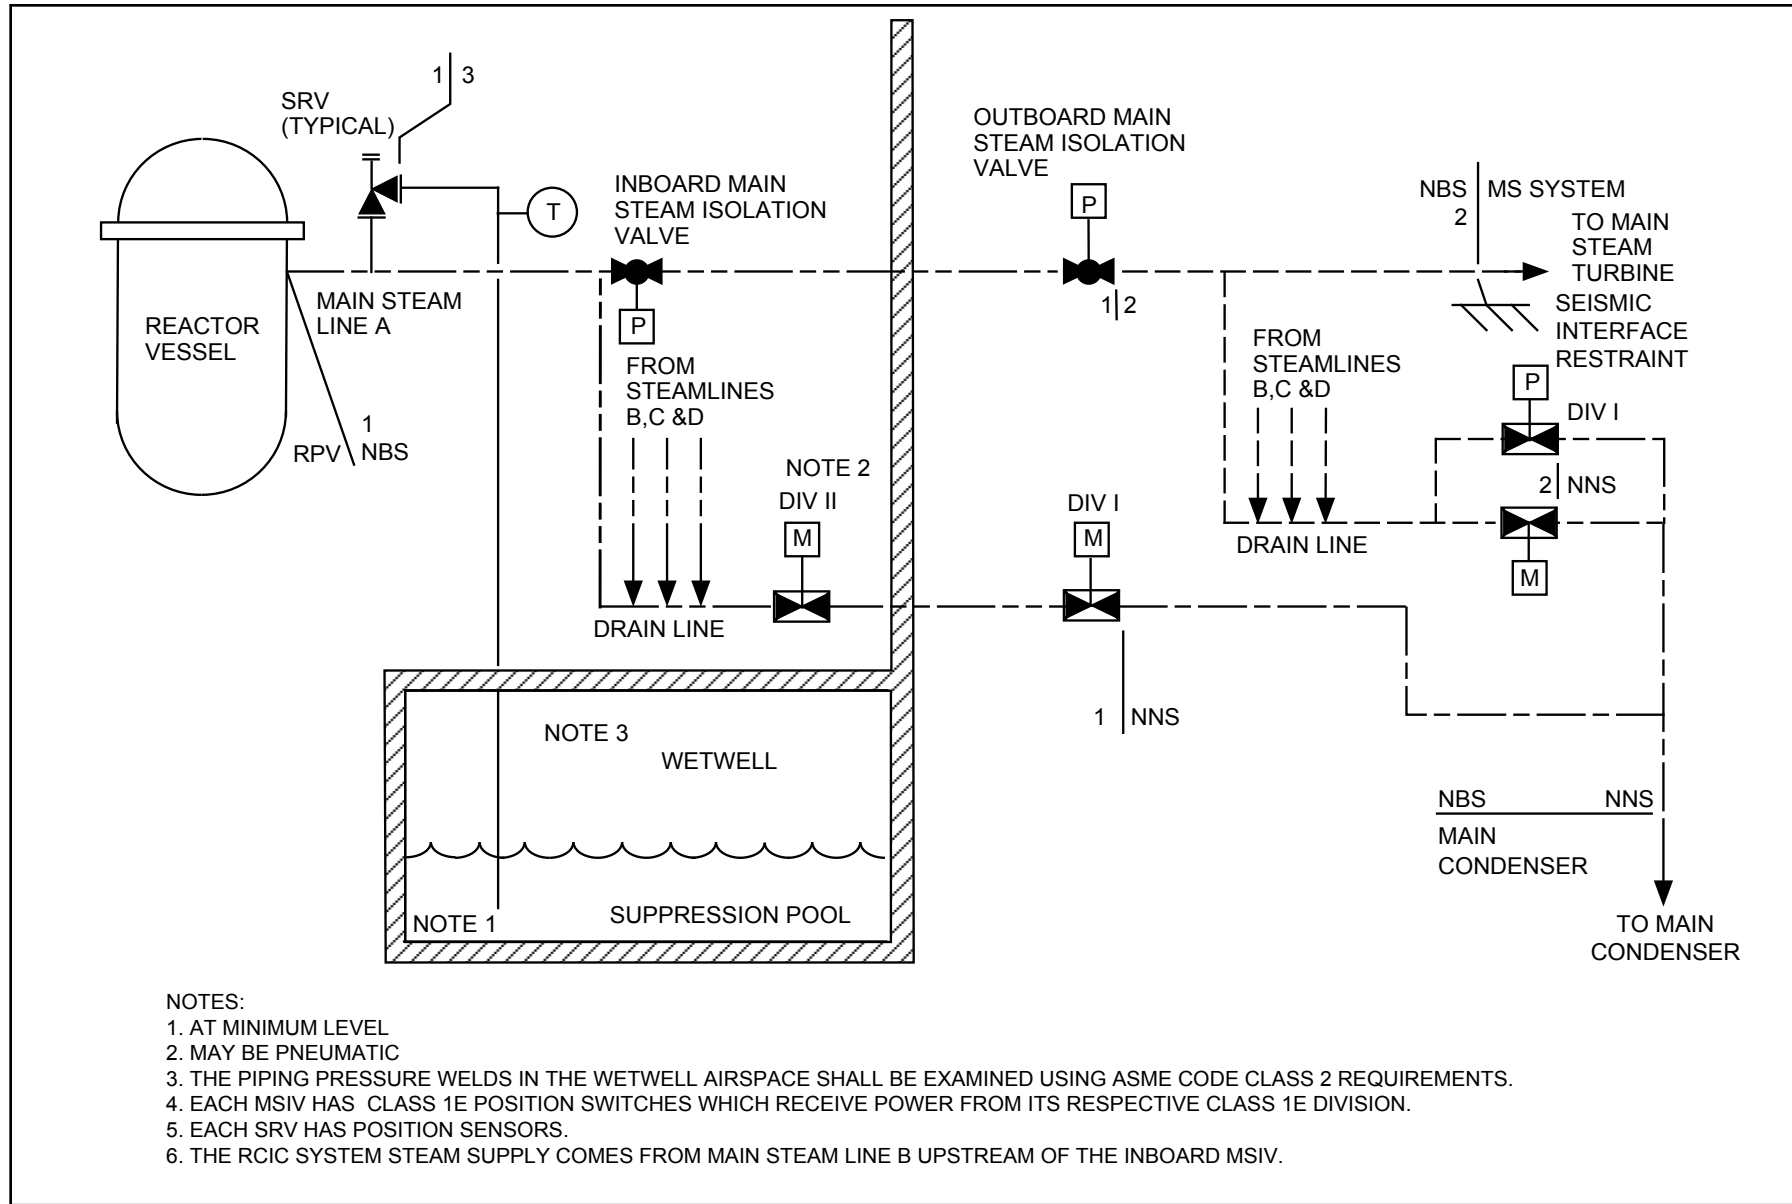 1 3
SRV
(TYPICAL)
T
INBOARD MAIN
STEAM ISOLATION
VALVE
P
OUTBOARD MAIN
STEAM ISOLATION
VALVE
P
1 2
NBS MS SYSTEM
2
TO MAIN
STEAM
TURBINE
SEISMIC
INTERFACE
RESTRAINT
REACTOR
VESSEL
MAIN STEAM
LINE A
RPV
1
NBS
FROM
STEAMLINES
B,C &D
NOTE 2
DIV II
M
DRAIN LINE
DIV I
M
1 NNS
FROM
STEAMLINES
B,C &D
DRAIN LINE
P
DIV I
2 NNS
M
NOTE 3
WETWELL
NOTE 1
SUPPRESSION POOL
NBS NNS
MAIN
CONDENSER
TO MAIN
CONDENSER
NOTES:
1. AT MINIMUM LEVEL
2. MAY BE PNEUMATIC
3. THE PIPING PRESSURE WELDS IN THE WETWELL AIRSPACE SHALL BE EXAMINED USING ASME CODE CLASS 2 REQUIREMENTS.
4. EACH MSIV HAS CLASS 1E POSITION SWITCHES WHICH RECEIVE POWER FROM ITS RESPECTIVE CLASS 1E DIVISION.
5. EACH SRV HAS POSITION SENSORS.
6. THE RCIC SYSTEM STEAM SUPPLY COMES FROM MAIN STEAM LINE B UPSTREAM OF THE INBOARD MSIV.